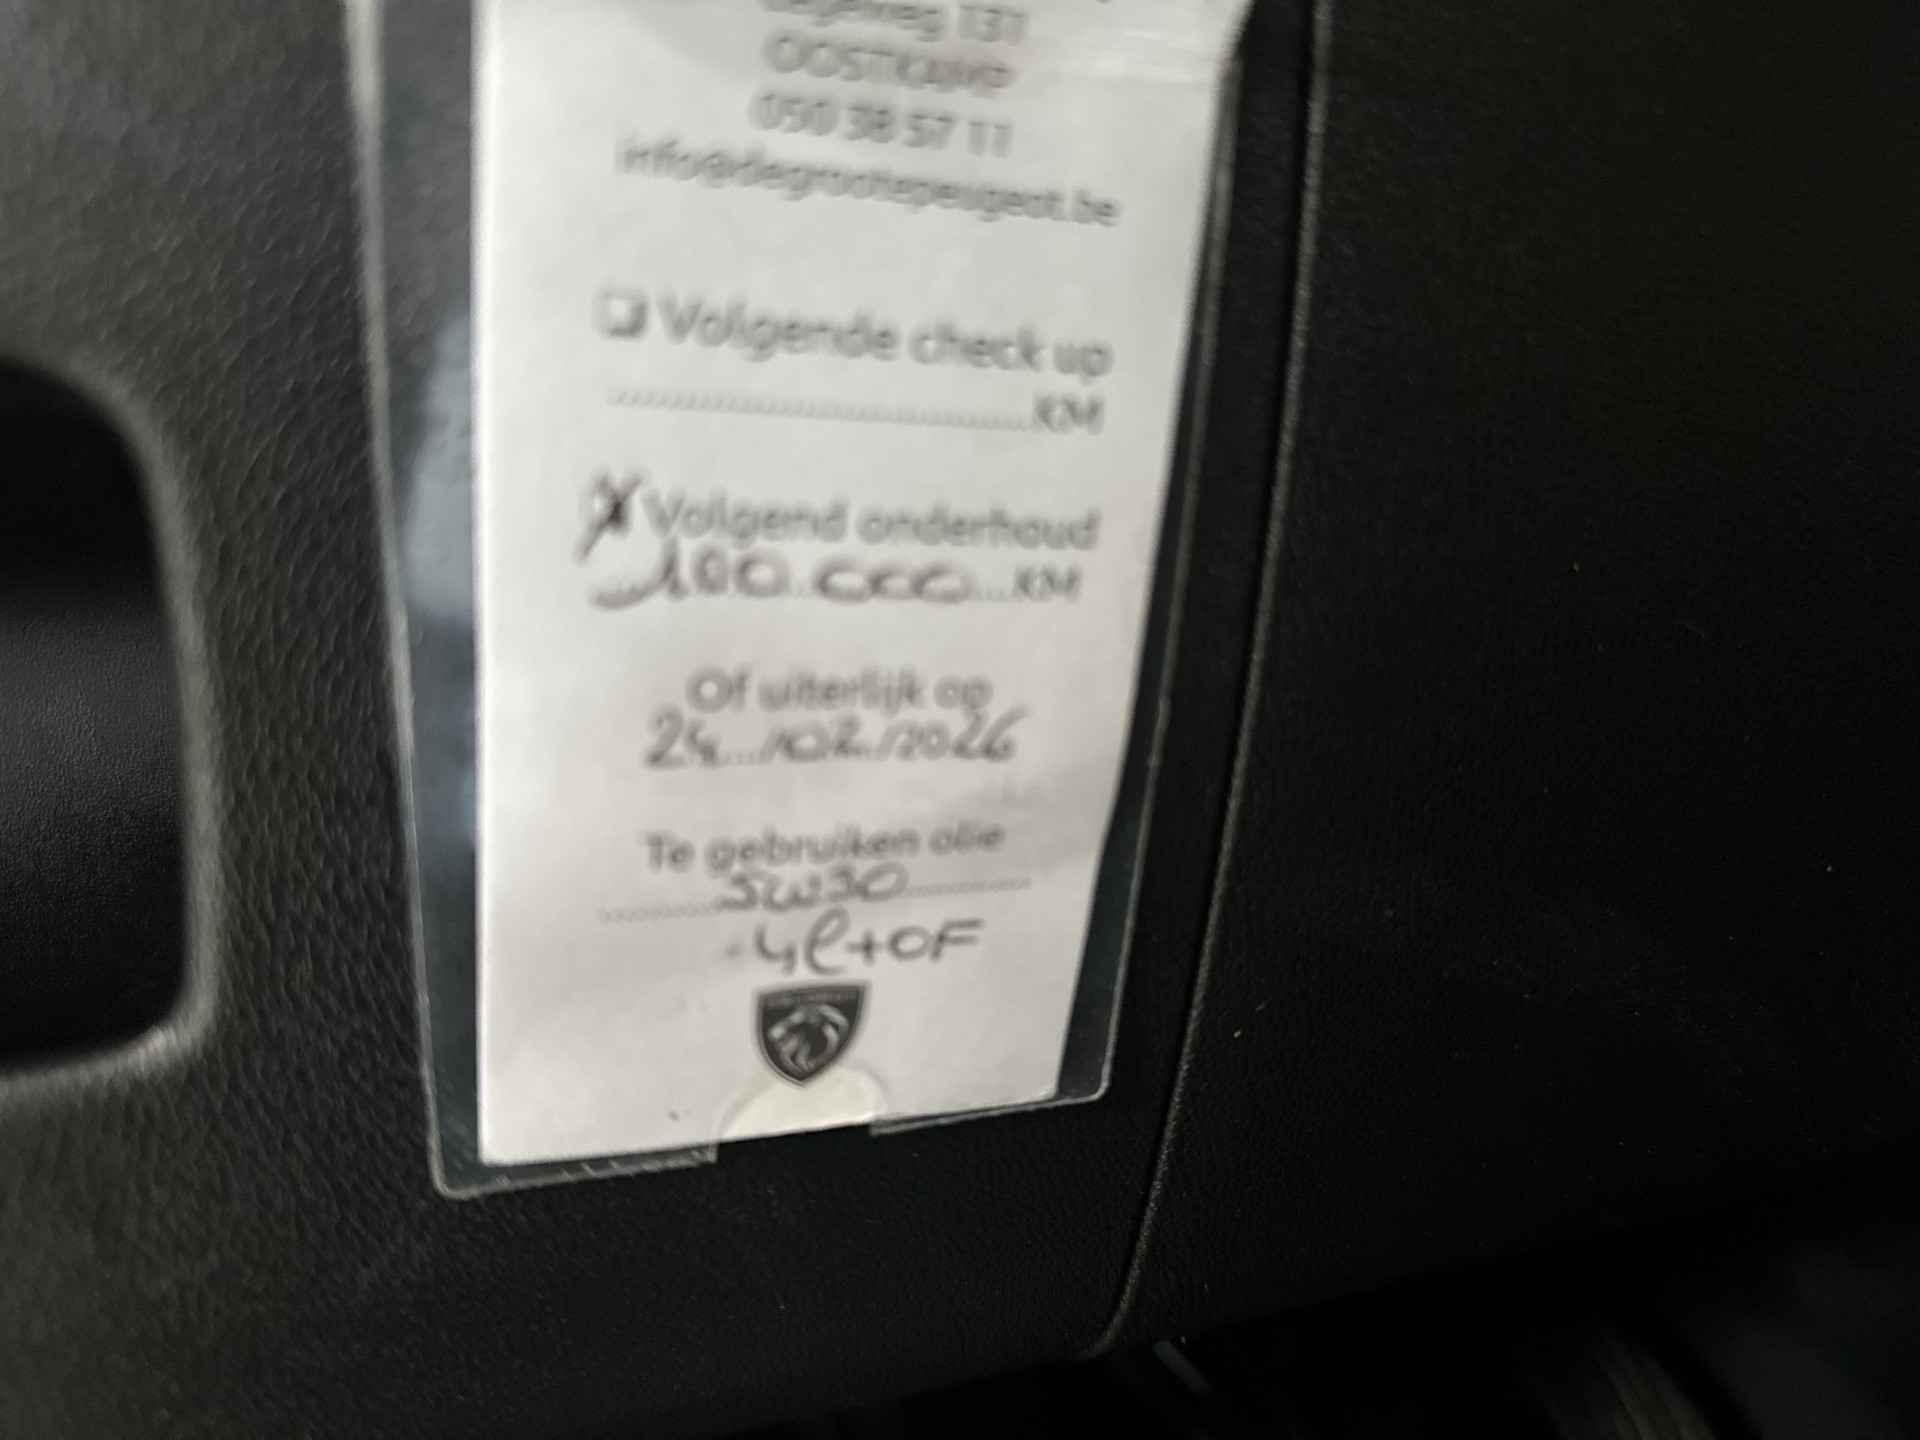 131
OOSTKAMP
050 38 57 11
info@degrootepeugeot.be
Volgende check up
..............................KM
X Volgend onderhoud
100.000...KM
Of uiterlijk op
24.../02../2026
Te gebruiken olie
5W30
4l+OF